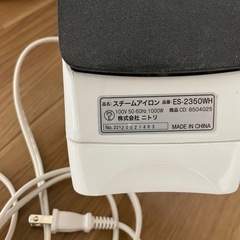 品名: スチームアイロン 品番: ES-2350WH
100V 50-60Hz 1000W 商品CD: 8504025
株式会社 ニトリ
MADE IN CHINA